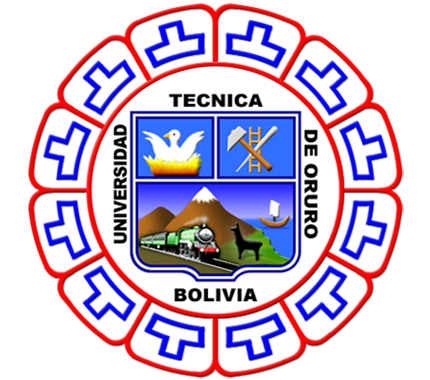 UNIVERSIDAD
TECNICA
DE ORURO
BOLIVIA